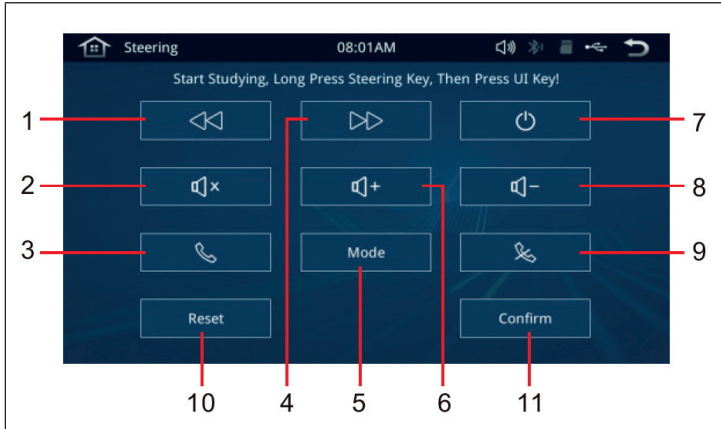 Steering 08:01AM
Start Studying, Long Press Steering Key, Then Press UI Key!
1 7
2 8
3 Mode 9
Reset Confirm
10 4 5 6 11